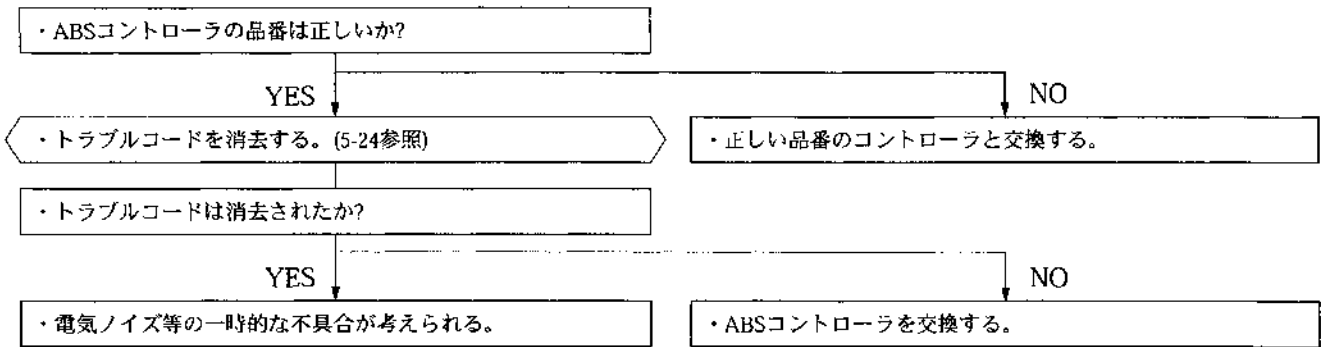 ・ABSコントローラの品番は正しいか?
YES
NO
・トラブルコードを消去する。(5-24参照)
・正しい品番のコントローラと交換する。
・トラブルコードは消去されたか?
YES
NO
・電気ノイズ等の一時的な不具合が考えられる。
・ABSコントローラを交換する。